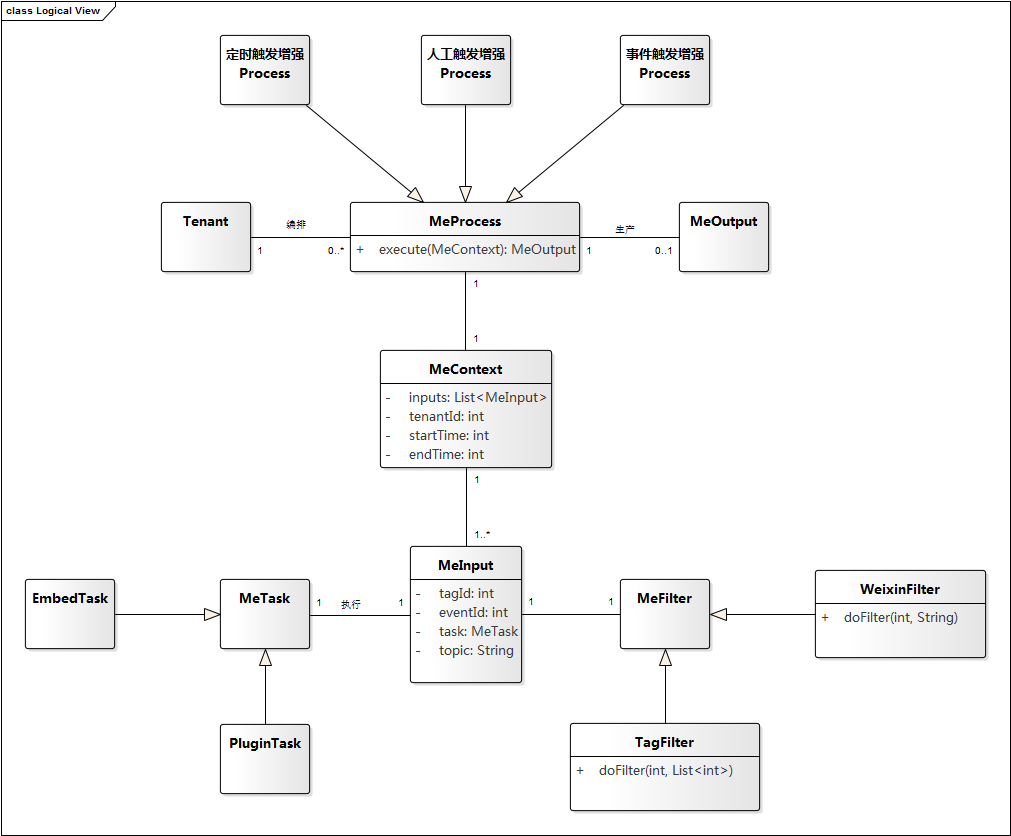 class Logical View
定时触发增强
Process
人工触发增强
Process
事件触发增强
Process
Tenant
编排
1
0..*
MeProcess
+ execute(MeContext): MeOutput
生产
1
0..1
MeOutput
1
1
MeContext
- inputs: List<MeInput>
- tenantId: int
- startTime: int
- endTime: int
1
1..*
EmbedTask
MeTask
1
执行
1
MeInput
- tagId: int
- eventId: int
- task: MeTask
- topic: String
1
1
MeFilter
WeixinFilter
+ doFilter(int, String)
PluginTask
TagFilter
+ doFilter(int, List<int>)